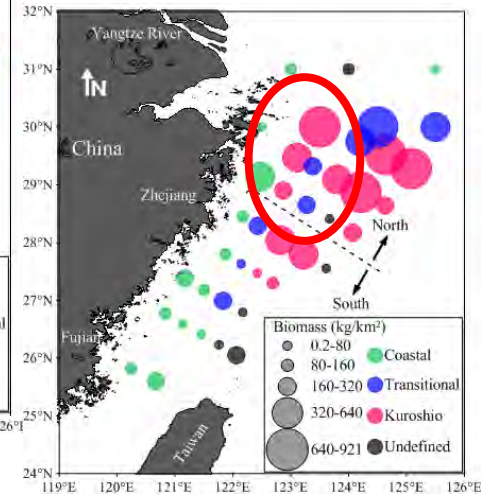 32°N
31°N
30°N
29°N
28°N
27°N
26°N
25°N
24°N
119°E
120°E
121°E
122°E
123°E
124°E
125°E
126°E
Yangtze River
N
China
Zhejiang
Fujian
Taiwan
North
South
Biomass (kg/km²)
0.2-80
80-160
160-320
320-640
640-921
Coastal
Transitional
Kuroshio
Undefined